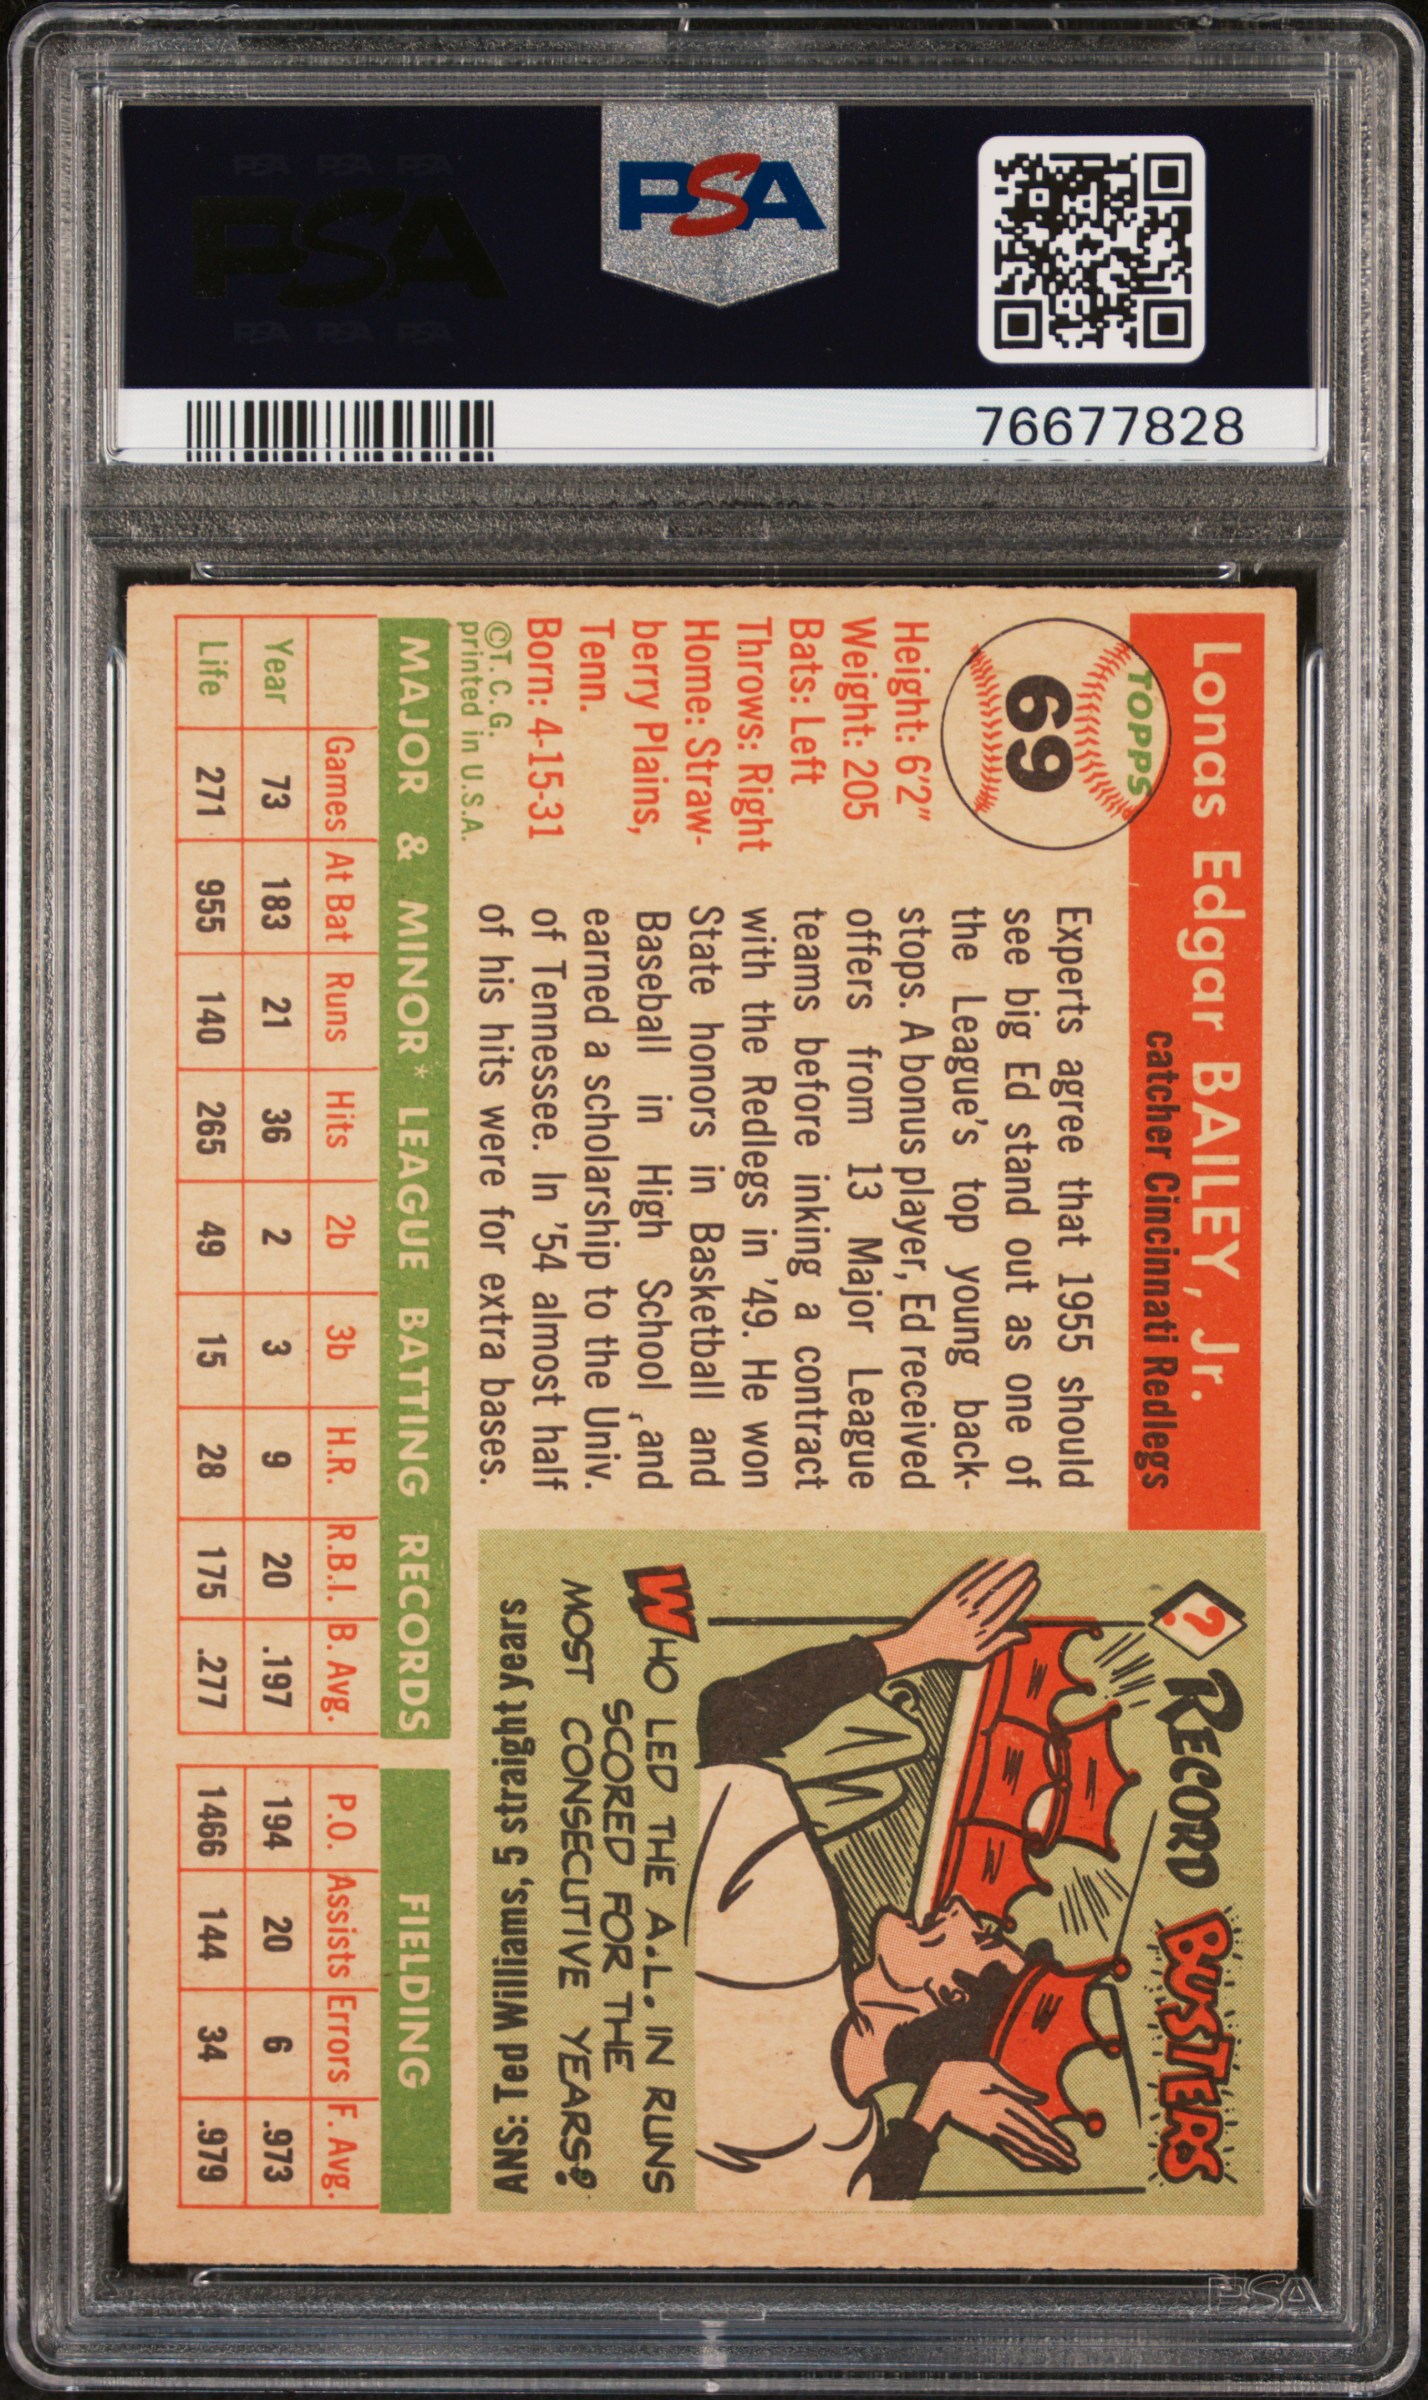 PSA PSA PSA
PSA
PSA PSA PSA
PSA
76677828
Lonas Edgar BAILEY, Jr.
catcher Cincinnati Redlegs
TOPPS
69
Height: 6'2"
Weight: 205
Bats: Left
Throws: Right
Home: Straw-
berry Plains,
Tenn.
Born: 4-15-31
©T. C. G.
printed in U.S.A.
Experts agree that 1955 should
see big Ed stand out as one of
the League's top young back-
stops. A bonus player, Ed received
offers from 13 Major League
teams before inking a contract
with the Redlegs in '49. He won
State honors in Basketball and
Baseball in High School, and
earned a scholarship to the Univ.
of Tennessee. In '54 almost half
of his hits were for extra bases.
?
RECORD BUSTERS
WHO LED THE A.L. IN RUNS
SCORED FOR THE
MOST CONSECUTIVE YEARS?
ANS: Ted Williams, 5 straight years
MAJOR & MINOR * LEAGUE BATTING RECORDS FIELDING
Games At Bat Runs Hits 2b 3b H.R. R.B.I. B. Avg. P.O. Assists Errors F. Avg.
Year 73 183 21 36 2 3 9 20 .197 194 20 6 .973
Life 271 955 140 265 49 15 28 175 .277 1466 144 34 .979
PSA